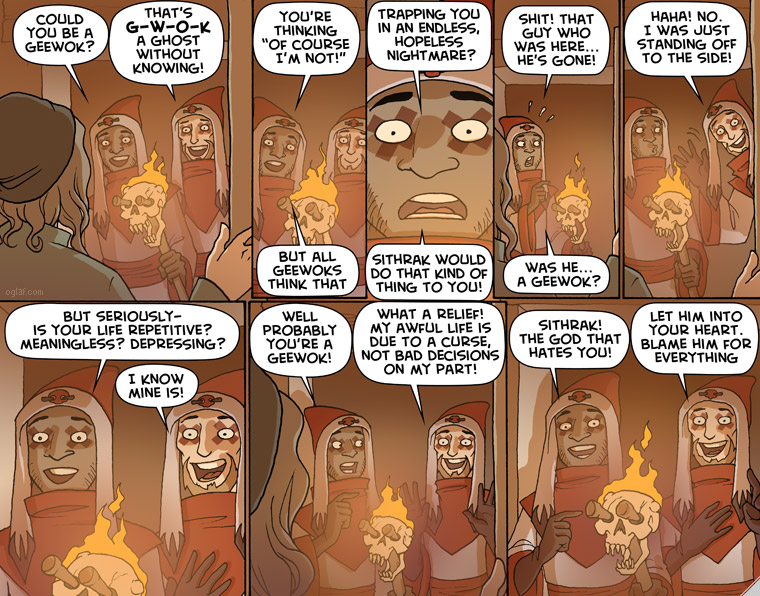 COULD
YOU BE A
GEEWOK?
THAT'S
G-W-O-K
A GHOST
WITHOUT
KNOWING!
YOU'RE
THINKING
"OF COURSE
I'M NOT!"
BUT ALL
GEEWOKS
THINK THAT
TRAPPING YOU
IN AN ENDLESS,
HOPELESS
NIGHTMARE?
SITHRAK WOULD
DO THAT KIND OF
THING TO YOU!
SHIT! THAT
GUY WHO
WAS HERE...
HE'S GONE!
WAS HE...
A GEEWOK?
HAHA! NO.
I WAS JUST
STANDING OFF
TO THE SIDE!
oglaf.com
BUT SERIOUSLY-
IS YOUR LIFE REPETITIVE?
MEANINGLESS? DEPRESSING?
I KNOW
MINE IS!
WELL
PROBABLY
YOU'RE A
GEEWOK!
WHAT A RELIEF!
MY AWFUL LIFE IS
DUE TO A CURSE,
NOT BAD DECISIONS
ON MY PART!
SITHRAK!
THE GOD THAT
HATES YOU!
LET HIM INTO
YOUR HEART.
BLAME HIM FOR
EVERYTHING